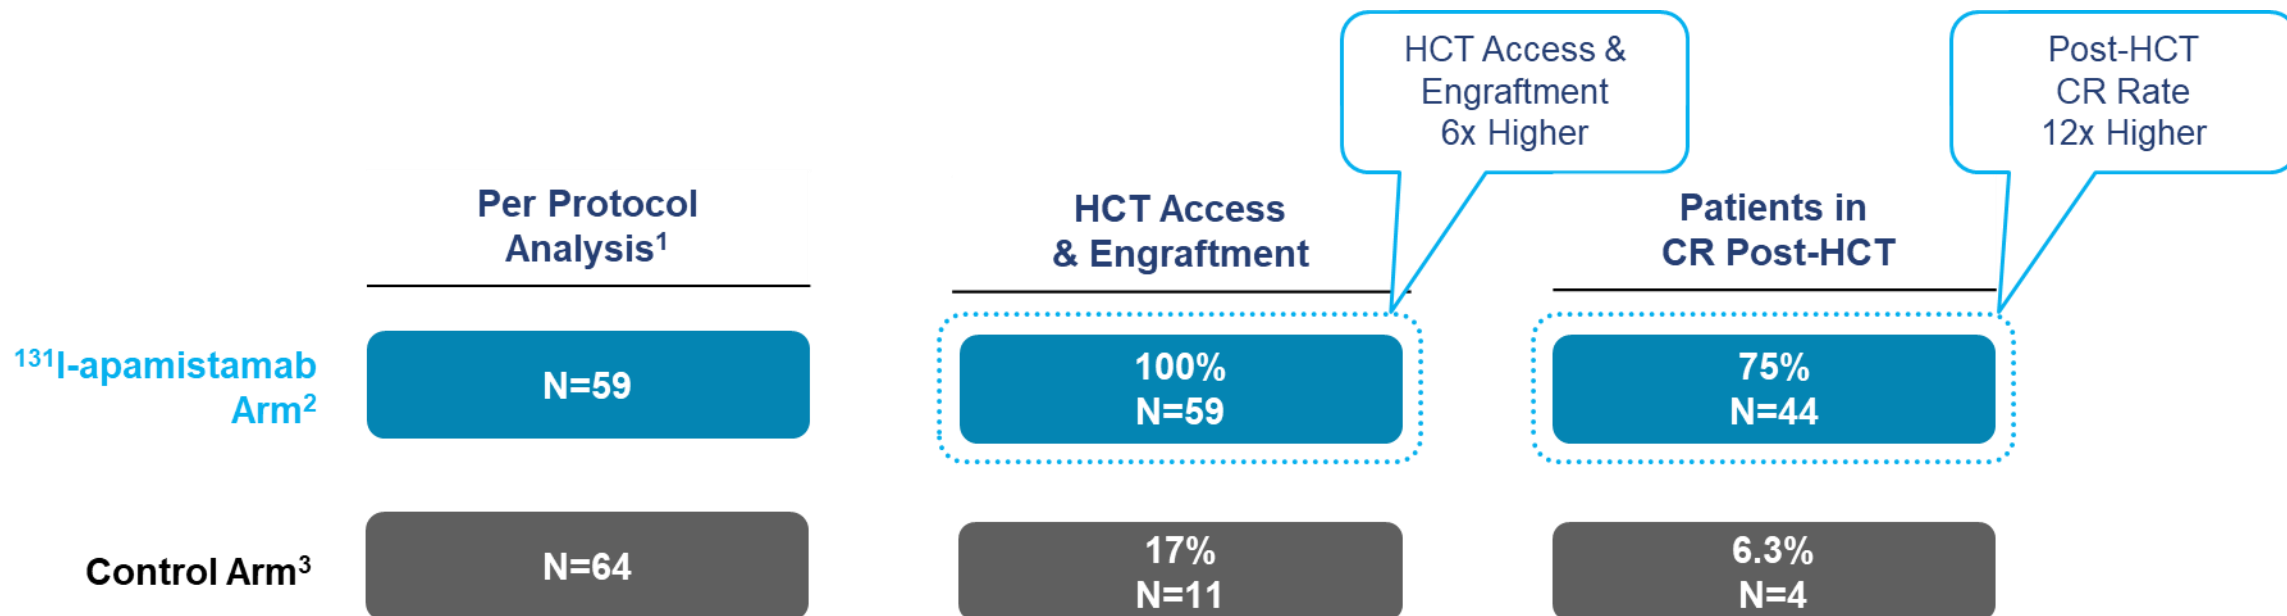 HCT Access &
Engraftment
6x Higher
Post-HCT
CR Rate
12x Higher
Per Protocol
Analysis¹
HCT Access
& Engraftment
Patients in
CR Post-HCT
¹³¹I-apamistamab
Arm²
N=59
100%
N=59
75%
N=44
Control Arm³
N=64
17%
N=11
6.3%
N=4